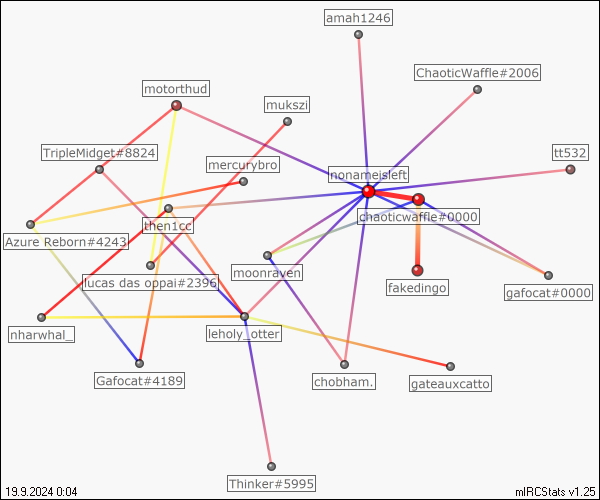 amah1246
ChaoticWaffle#2006
motorthud
mukszi
TripleMidget#8824
tt532
mercurybro
nonameisleft
chaoticwaffle#0000
then1cc
Azure Reborn#4243
moonraven
lucas das oppai#2396
fakedingo
gafocat#0000
nharwhal_
leholy_otter
Gafocat#4189
chobham.
gateauxcatto
Thinker#5995
19.9.2024 0:04
mIRCStats v1.25